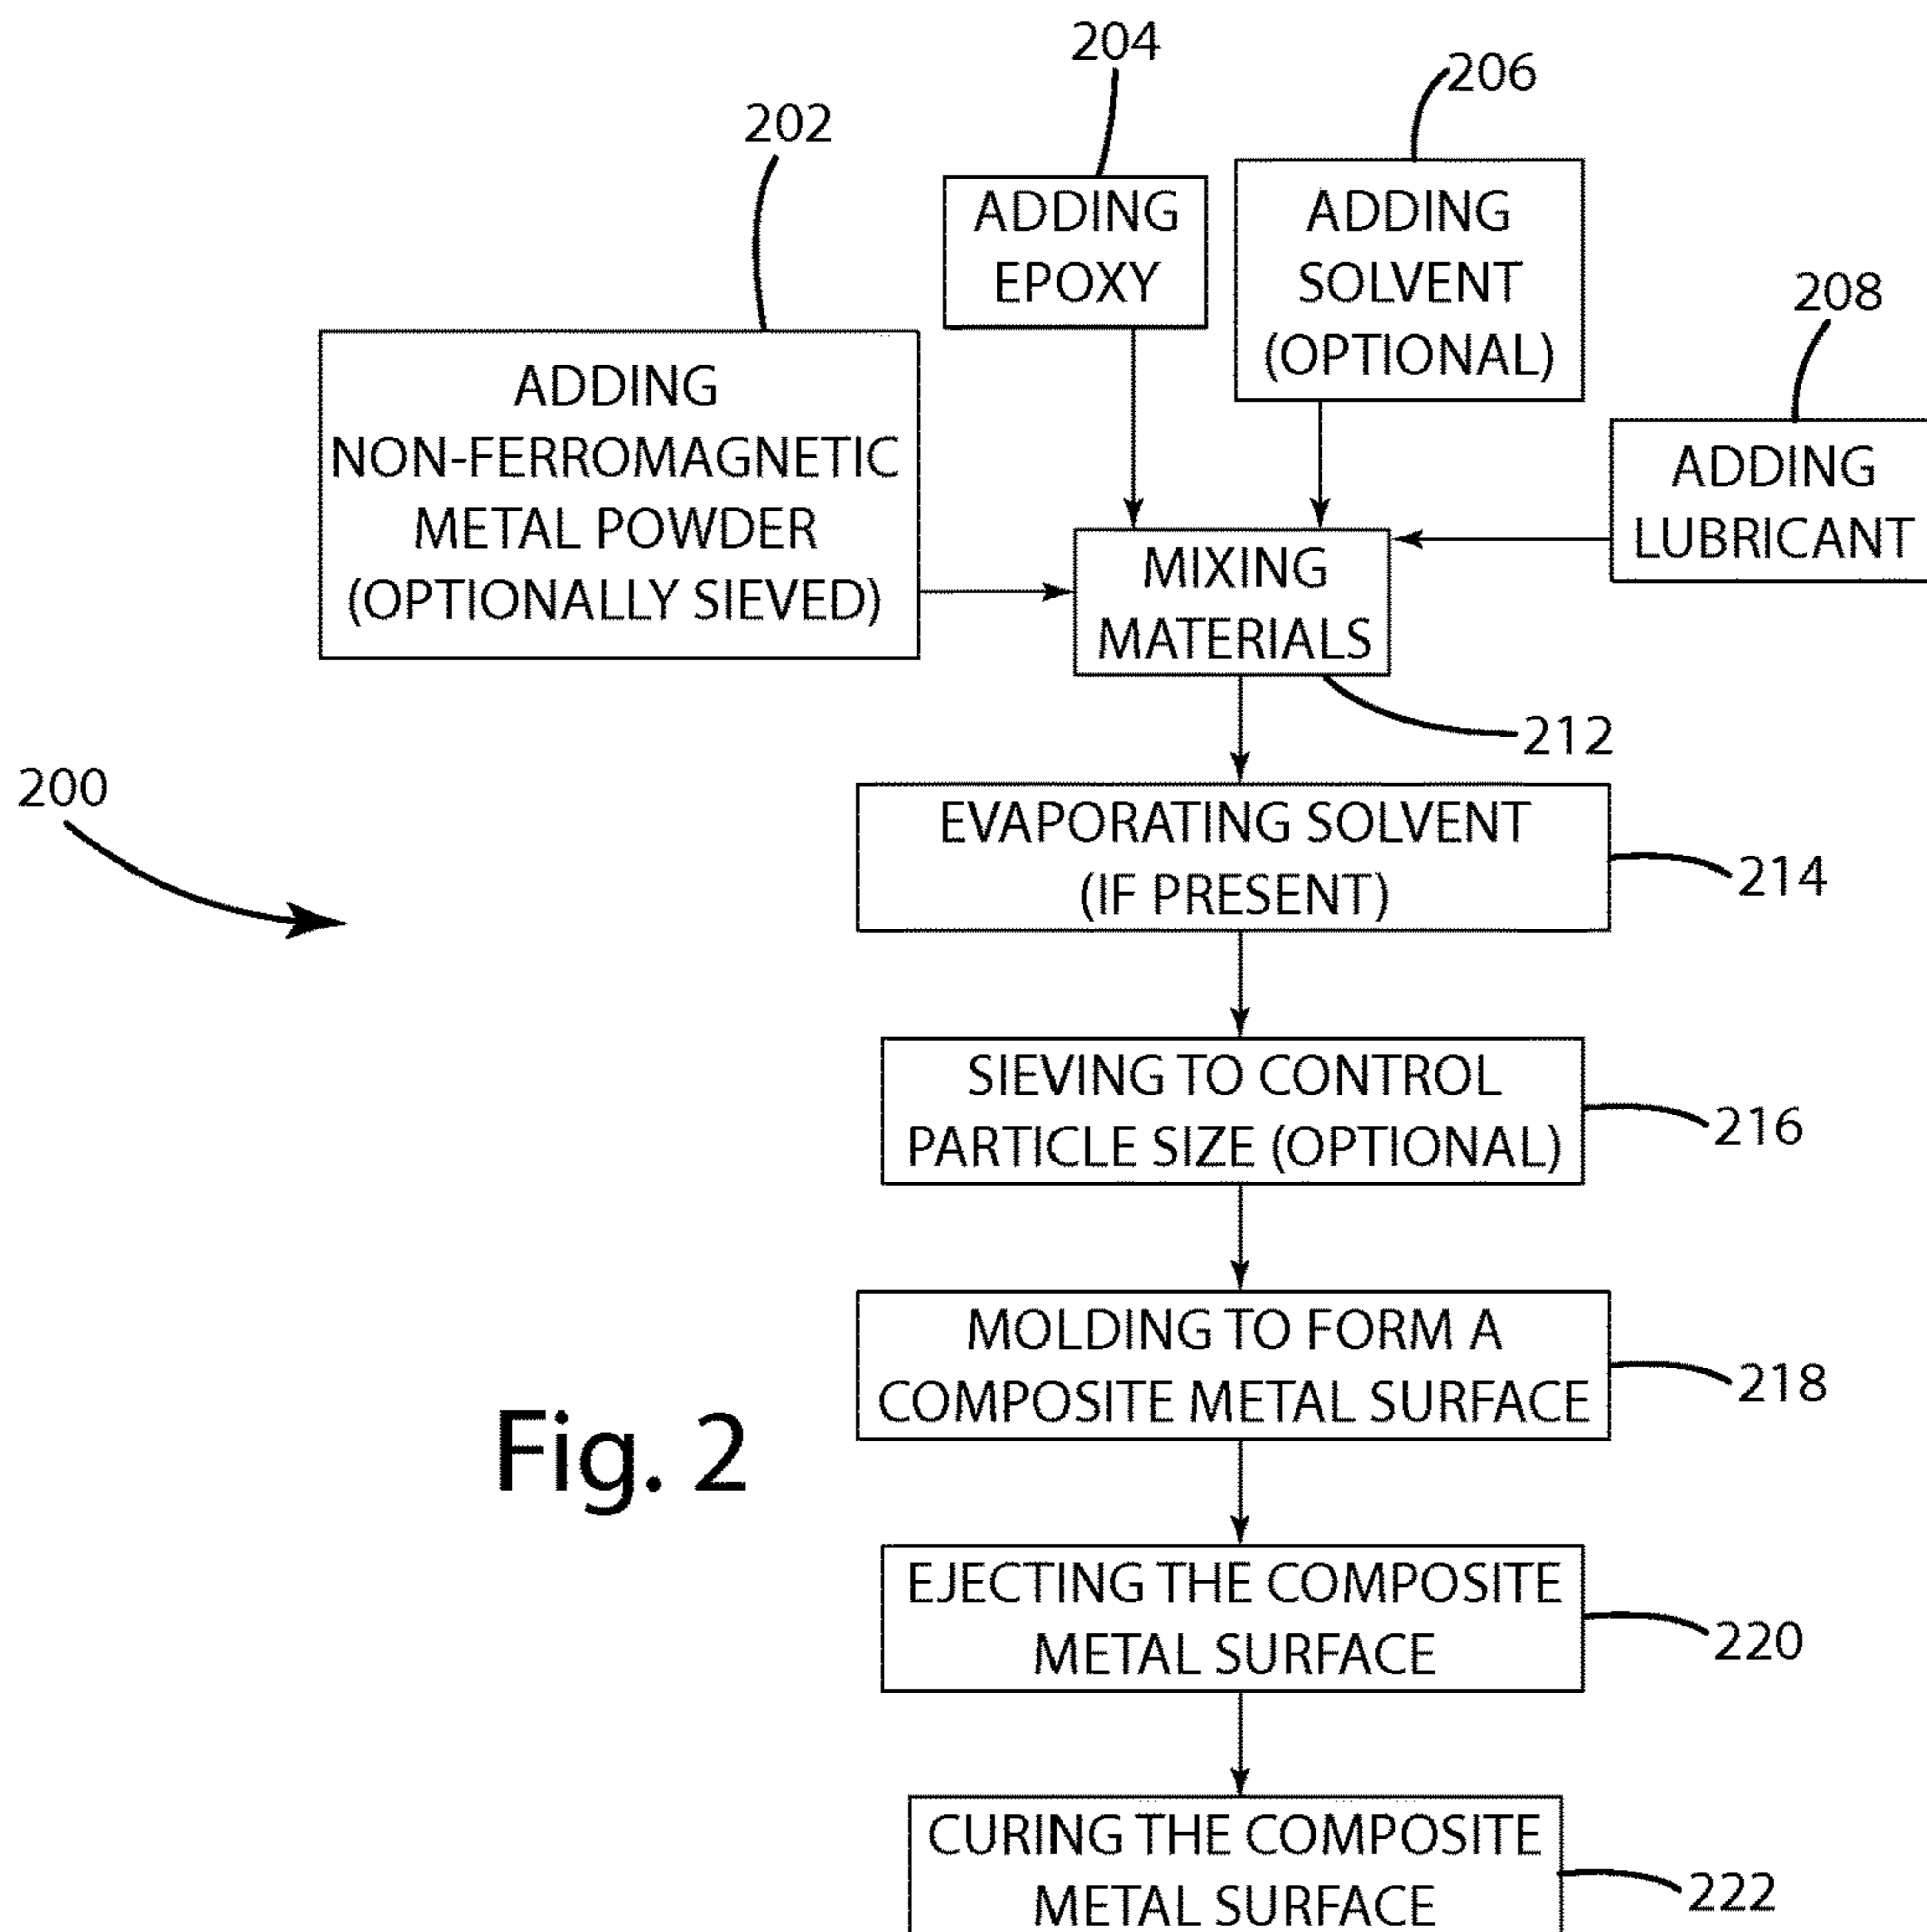 204
206
202
ADDING
EPOXY
ADDING
SOLVENT
(OPTIONAL)
208
ADDING
NON-FERROMAGNETIC
METAL POWDER
(OPTIONALLY SIEVED)
ADDING
LUBRICANT
MIXING
MATERIALS
212
200
EVAPORATING SOLVENT
(IF PRESENT)
214
SIEVING TO CONTROL
PARTICLE SIZE (OPTIONAL)
216
MOLDING TO FORM A
COMPOSITE METAL SURFACE
218
Fig. 2
EJECTING THE COMPOSITE
METAL SURFACE
220
CURING THE COMPOSITE
METAL SURFACE
222